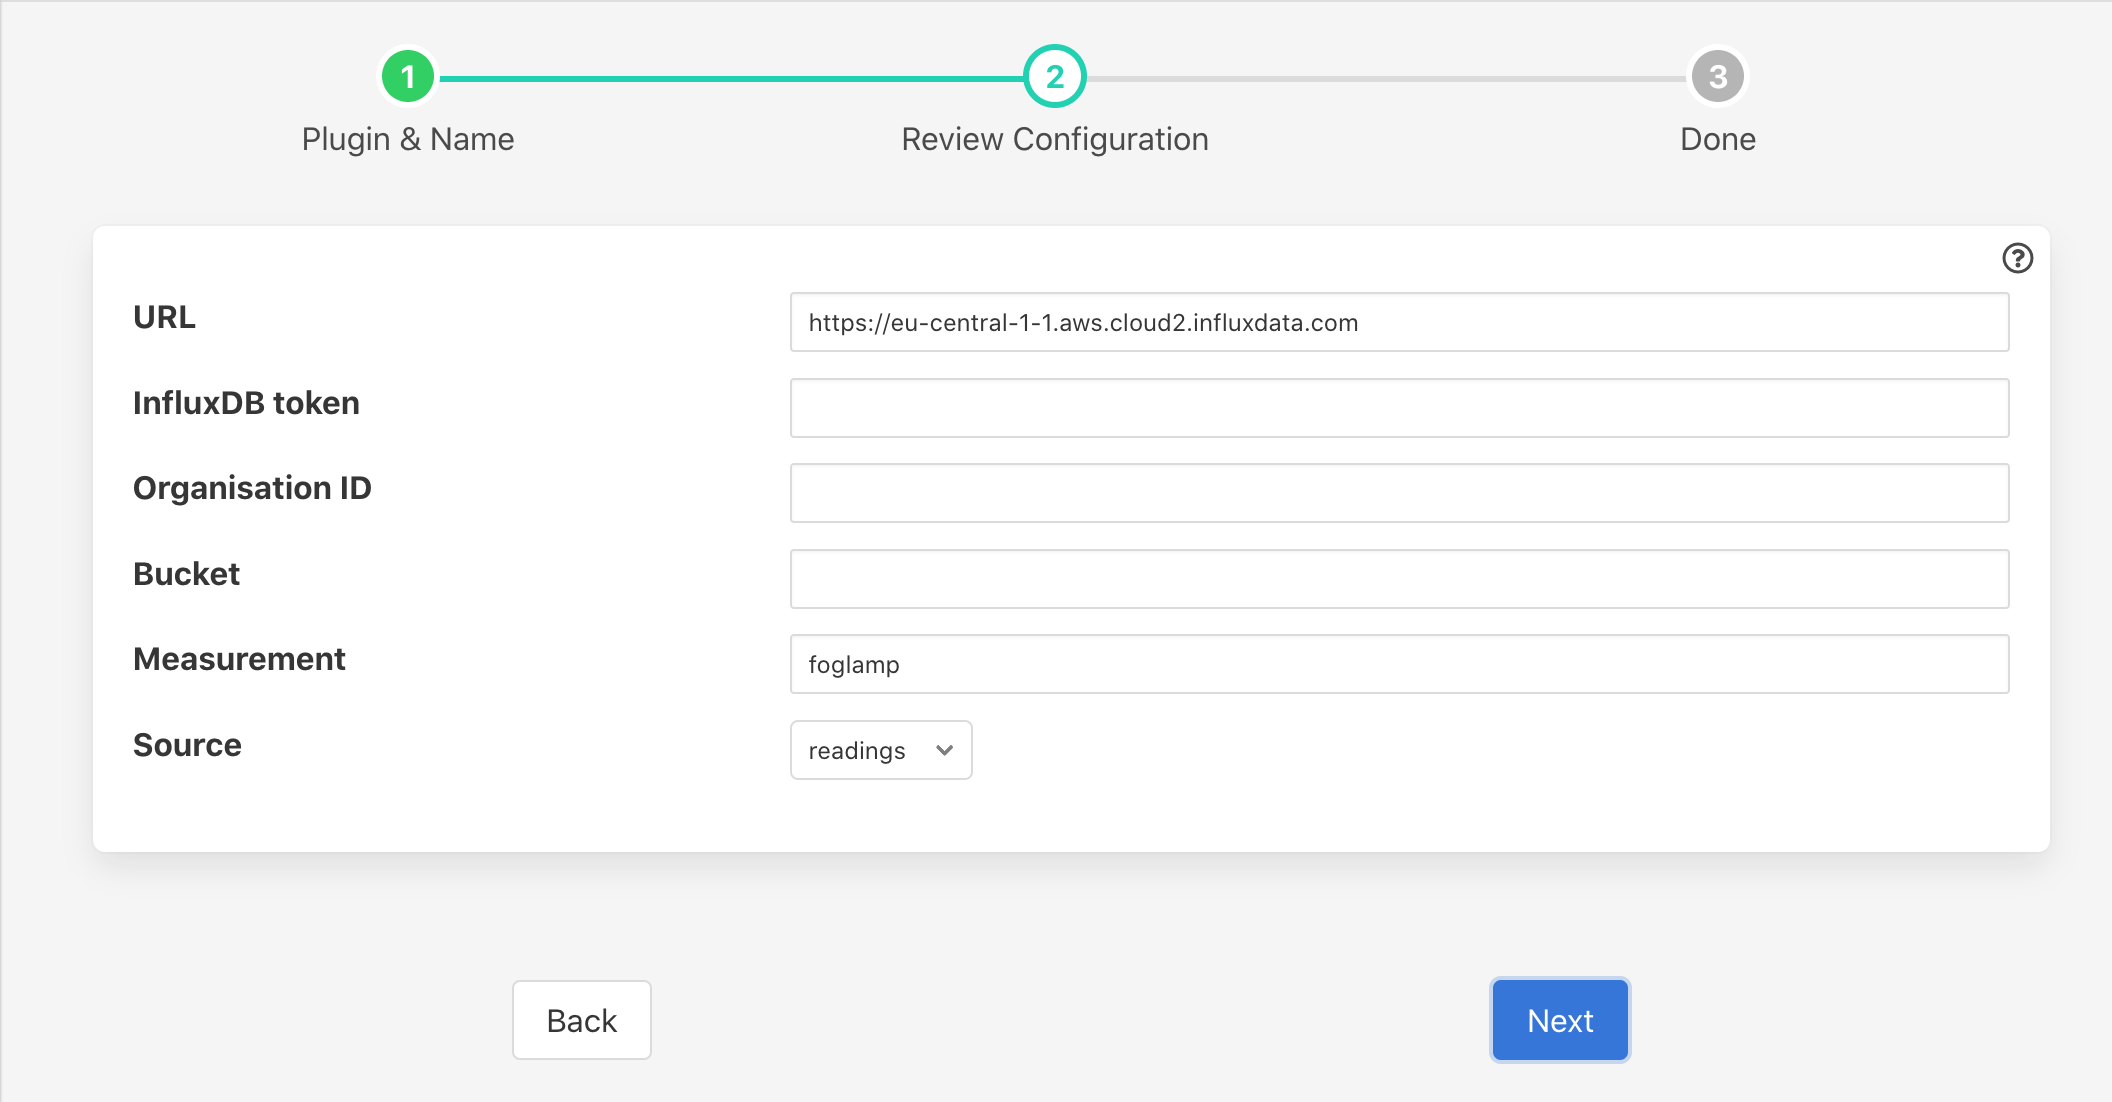 1
2
3
Plugin & Name
Review Configuration
Done
?
URL
https://eu-central-1-1.aws.cloud2.influxdata.com
InfluxDB token
Organisation ID
Bucket
Measurement
foglamp
Source
readings
Back
Next